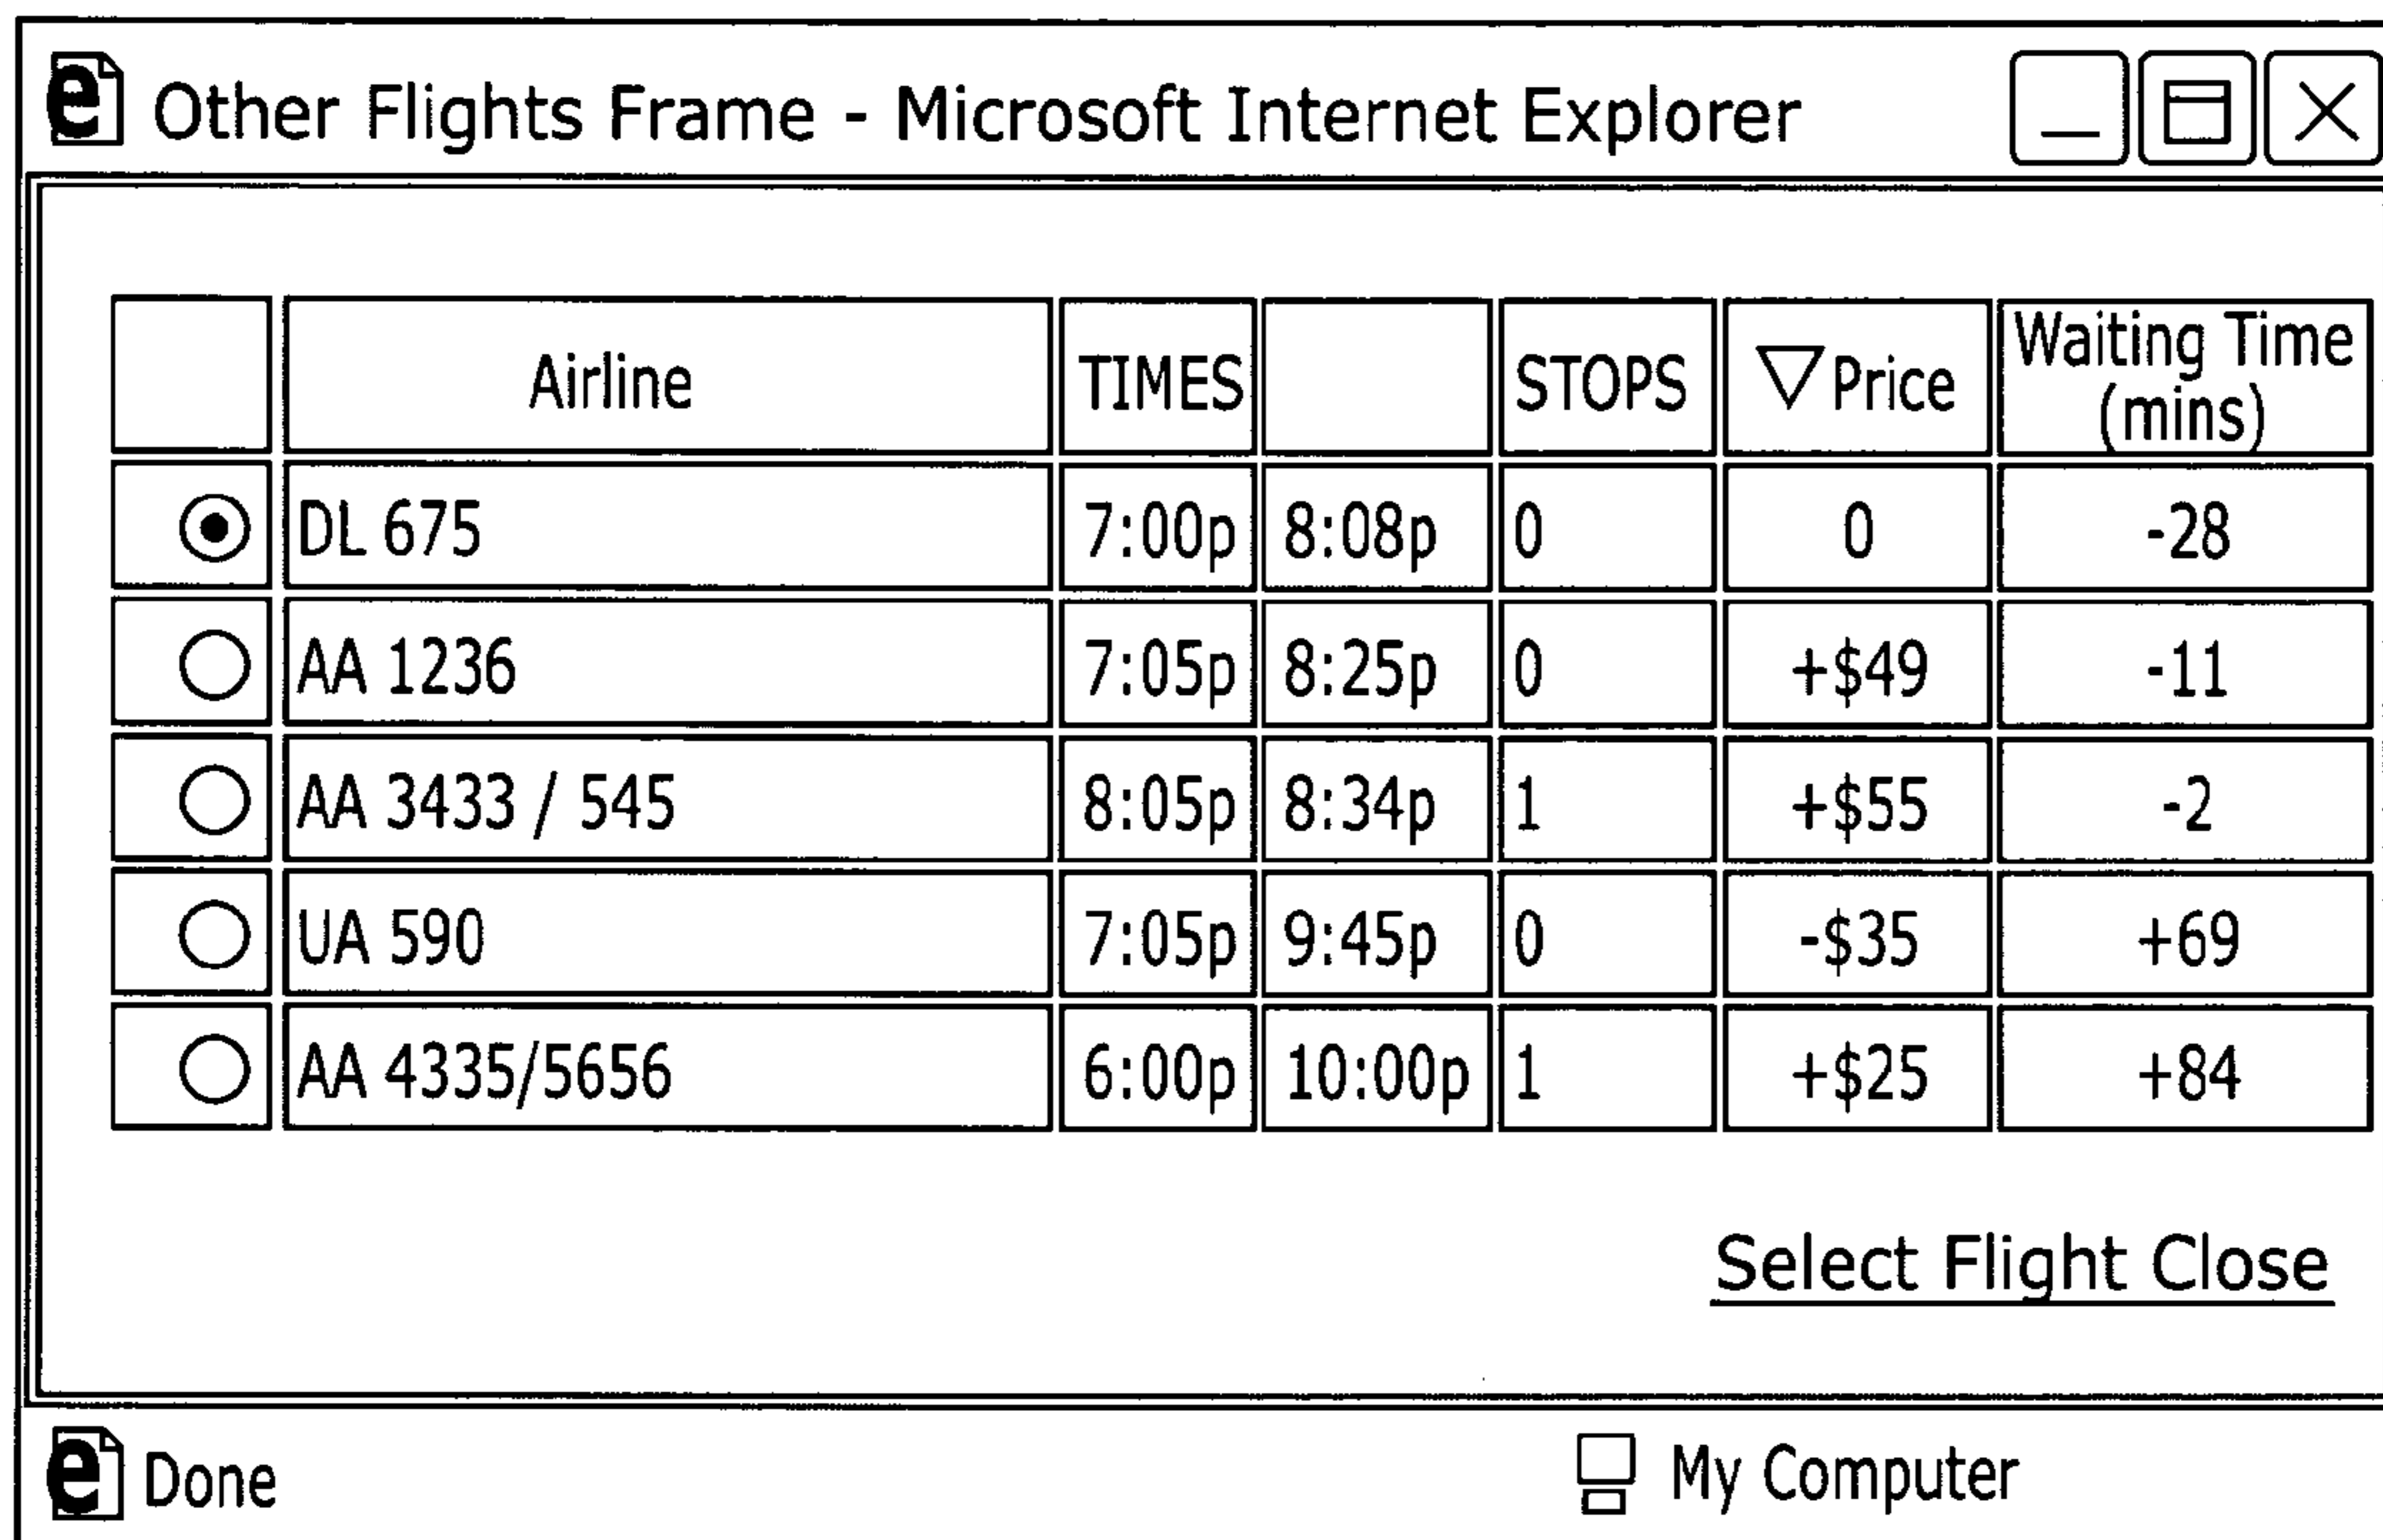 Other Flights Frame - Microsoft Internet Explorer
Airline TIMES STOPS ▽Price Waiting Time (mins)
DL 675 7:00p 8:08p 0 0 -28
AA 1236 7:05p 8:25p 0 +$49 -11
AA 3433 / 545 8:05p 8:34p 1 +$55 -2
UA 590 7:05p 9:45p 0 -$35 +69
AA 4335/5656 6:00p 10:00p 1 +$25 +84
Select Flight Close
Done My Computer